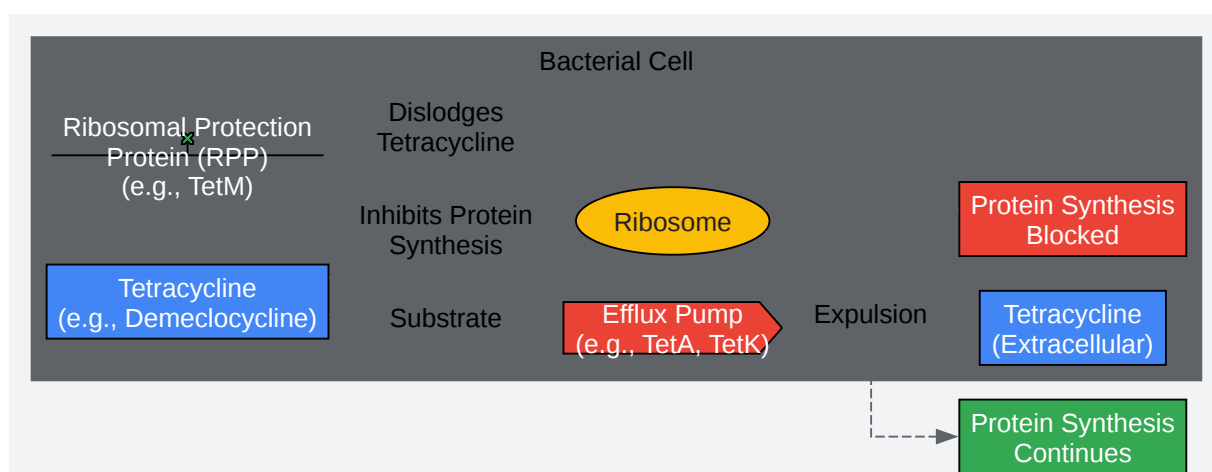 Bacterial Cell
Ribosomal Protection
Protein (RPP)
(e.g., TetM)
Dislodges
Tetracycline
Inhibits Protein
Synthesis
Ribosome
Protein Synthesis
Blocked
Tetracycline
(e.g., Demeclocycline)
Substrate
Efflux Pump
(e.g., TetA, TetK)
Expulsion
Tetracycline
(Extracellular)
Protein Synthesis
Continues